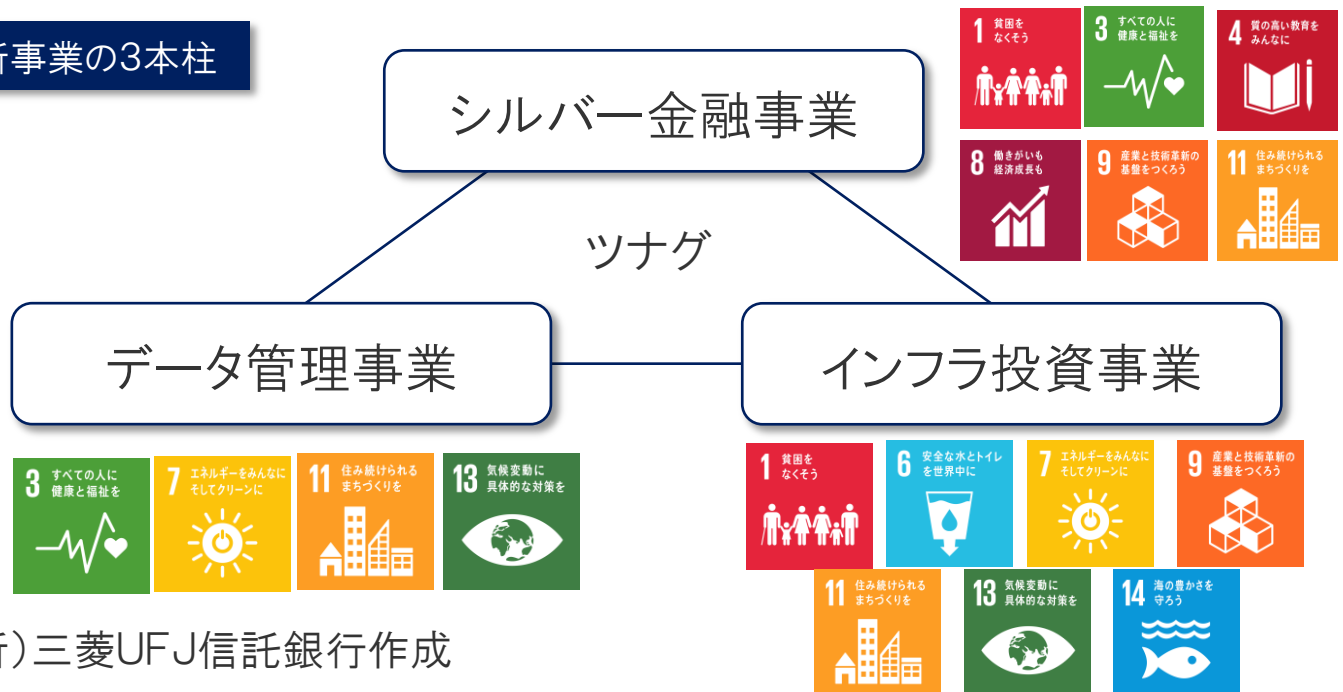 新事業の3本柱
シルバー金融事業
1 貧困を
なくそう
3 すべての人に
健康と福祉を
4 質の高い教育を
みんなに
8 働きがいも
経済成長も
9 産業と技術革新の
基盤をつくろう
11 住み続けられる
まちづくりを
ツナグ
データ管理事業
インフラ投資事業
3 すべての人に
健康と福祉を
7 エネルギーをみんなに
そしてクリーンに
11 住み続けられる
まちづくりを
13 気候変動に
具体的な対策を
1 貧困を
なくそう
6 安全な水とトイレ
を世界中に
7 エネルギーをみんなに
そしてクリーンに
9 産業と技術革新の
基盤をつくろう
11 住み続けられる
まちづくりを
13 気候変動に
具体的な対策を
14 海の豊かさを
守ろう
)三菱UFJ信託銀行作成